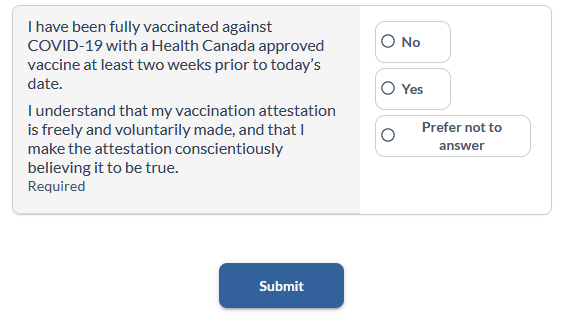 I have been fully vaccinated against
COVID-19 with a Health Canada approved
vaccine at least two weeks prior to today's
date.
I understand that my vaccination attestation
is freely and voluntarily made, and that I
make the attestation conscientiously
believing it to be true.
Required
No
Yes
Prefer not to
answer
Submit